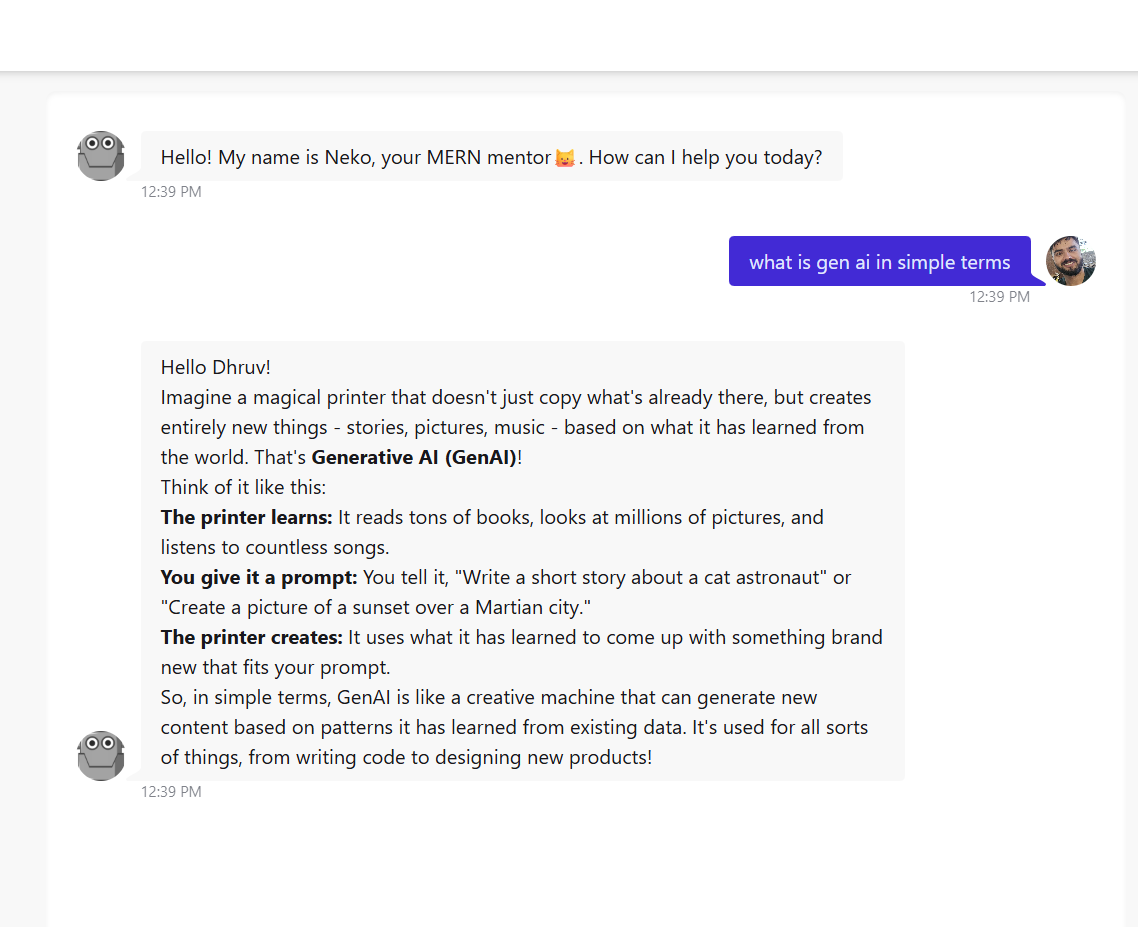 Hello! My name is Neko, your MERN mentor😺. How can I help you today?
12:39 PM
what is gen ai in simple terms
12:39 PM
Hello Dhruv!
Imagine a magical printer that doesn't just copy what's already there, but creates
entirely new things - stories, pictures, music - based on what it has learned from
the world. That's Generative AI (GenAI)!
Think of it like this:
The printer learns: It reads tons of books, looks at millions of pictures, and
listens to countless songs.
You give it a prompt: You tell it, "Write a short story about a cat astronaut" or
"Create a picture of a sunset over a Martian city."
The printer creates: It uses what it has learned to come up with something brand
new that fits your prompt.
So, in simple terms, GenAI is like a creative machine that can generate new
content based on patterns it has learned from existing data. It's used for all sorts
of things, from writing code to designing new products!
12:39 PM